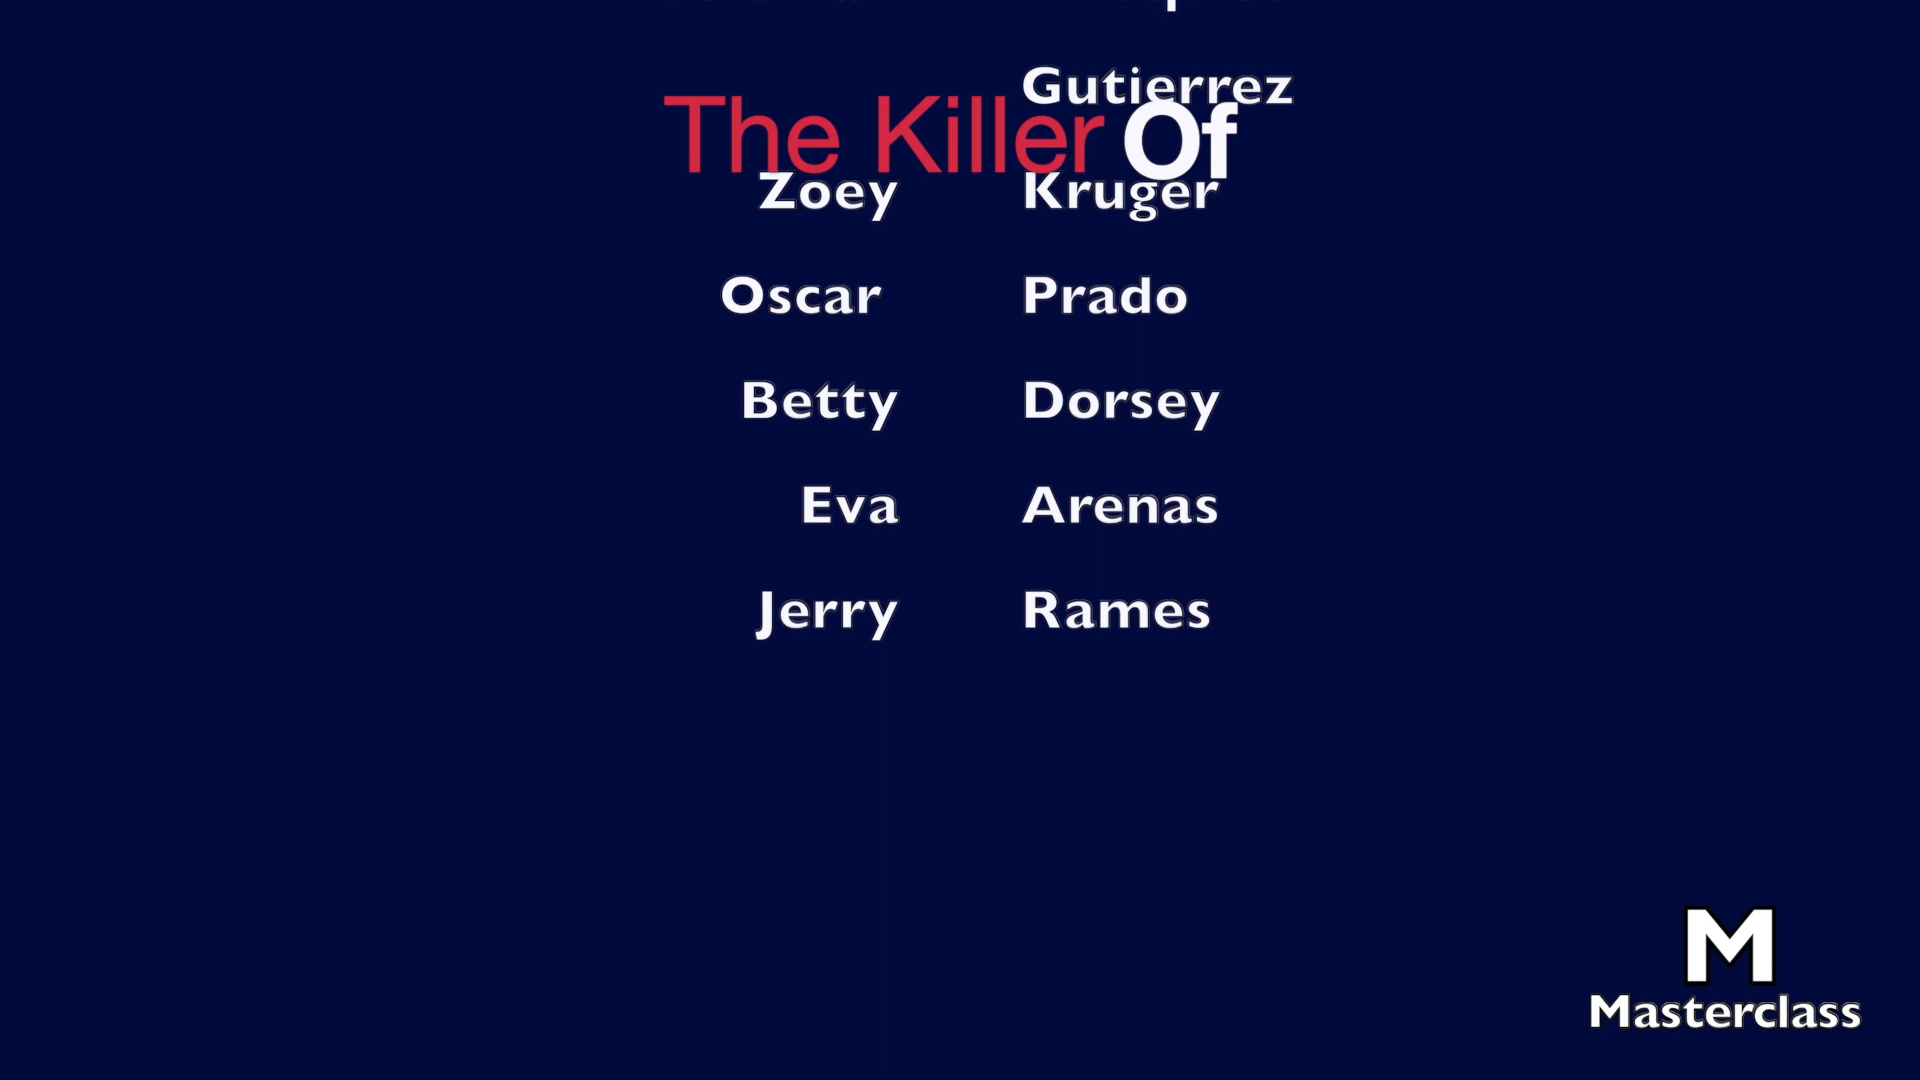 Gutierrez
The Killer Of
Zoey Kruger
Oscar Prado
Betty Dorsey
Eva Arenas
Jerry Rames
M
Masterclass